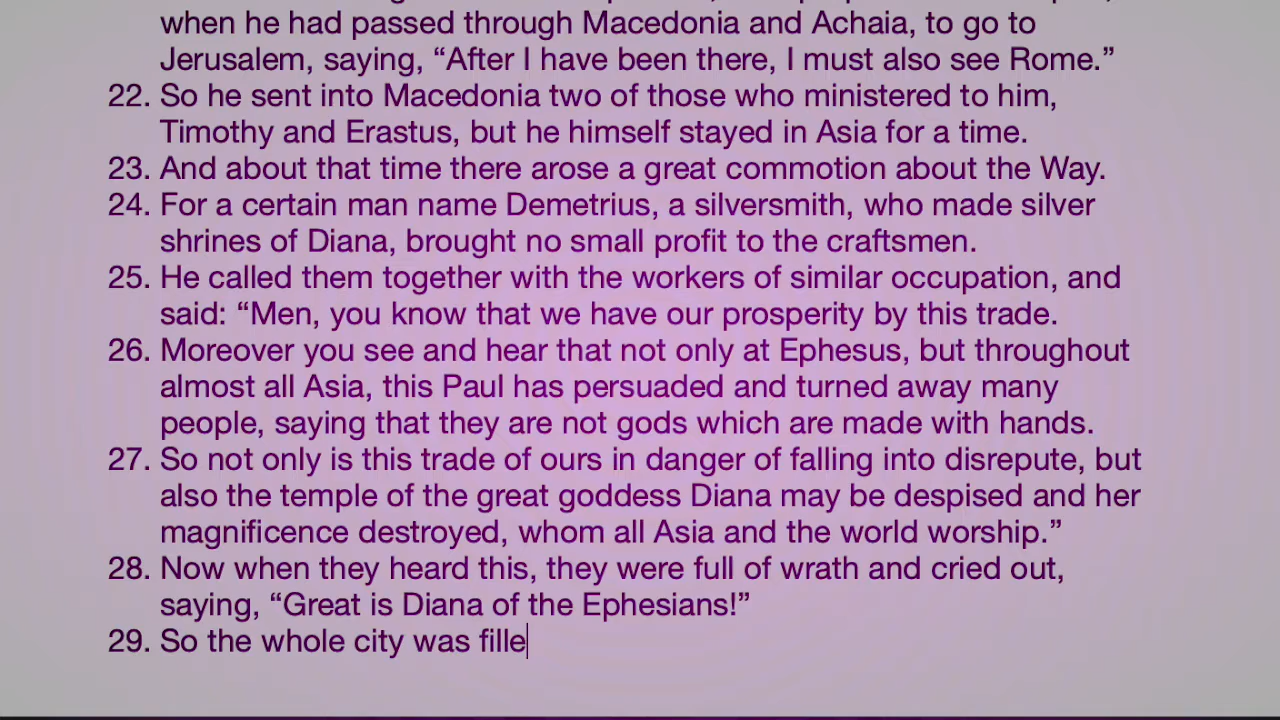 when he had passed through Macedonia and Achaia, to go to
Jerusalem, saying, “After I have been there, I must also see Rome.”
22. So he sent into Macedonia two of those who ministered to him,
Timothy and Erastus, but he himself stayed in Asia for a time.
23. And about that time there arose a great commotion about the Way.
24. For a certain man name Demetrius, a silversmith, who made silver
shrines of Diana, brought no small profit to the craftsmen.
25. He called them together with the workers of similar occupation, and
said: “Men, you know that we have our prosperity by this trade.
26. Moreover you see and hear that not only at Ephesus, but throughout
almost all Asia, this Paul has persuaded and turned away many
people, saying that they are not gods which are made with hands.
27. So not only is this trade of ours in danger of falling into disrepute, but
also the temple of the great goddess Diana may be despised and her
magnificence destroyed, whom all Asia and the world worship.”
28. Now when they heard this, they were full of wrath and cried out,
saying, “Great is Diana of the Ephesians!”
29. So the whole city was fille